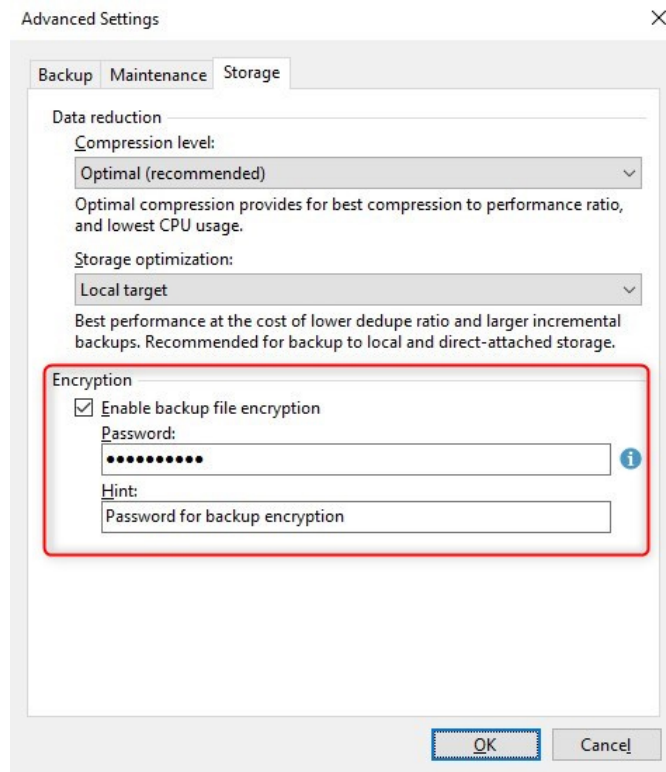 Advanced Settings
Backup Maintenance Storage
Data reduction
Compression level:
Optimal (recommended)
Optimal compression provides for best compression to performance ratio,
and lowest CPU usage.
Storage optimization:
Local target
Best performance at the cost of lower dedupe ratio and larger incremental
backups. Recommended for backup to local and direct-attached storage.
Encryption
Enable backup file encryption
Password:
●●●●●●●●●●
Hint:
Password for backup encryption
OK Cancel